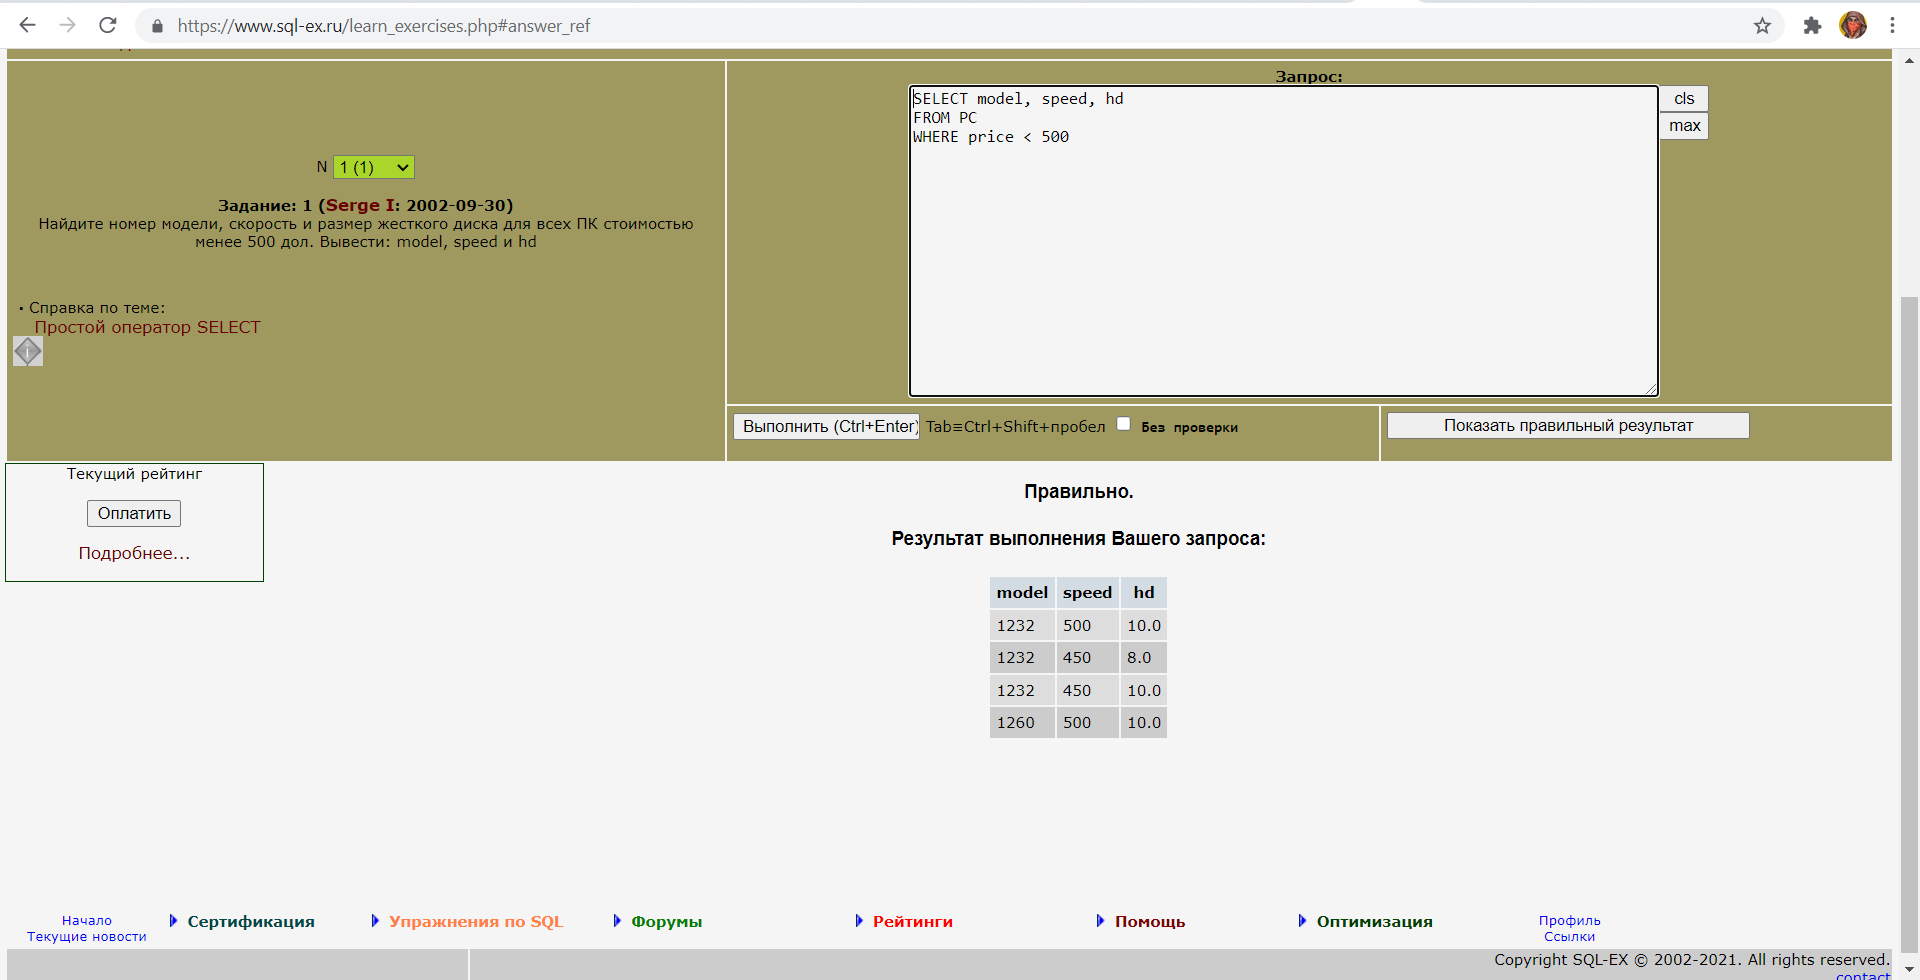 https://www.sql-ex.ru/learn_exercises.php#answer_ref
N 1 (1)
Задание: 1 (Serge I: 2002-09-30)
Найдите номер модели, скорость и размер жесткого диска для всех ПК стоимостью
менее 500 дол. Вывести: model, speed и hd
• Справка по теме:
Простой оператор SELECT
Запрос:
SELECT model, speed, hd
FROM PC
WHERE price < 500
cls
max
Выполнить (Ctrl+Enter) Tab≡Ctrl+Shift+пробел Без проверки
Показать правильный результат
Текущий рейтинг
Оплатить
Подробнее...
Правильно.
Результат выполнения Вашего запроса:
model speed hd
1232 500 10.0
1232 450 8.0
1232 450 10.0
1260 500 10.0
Начало
Текущие новости
Сертификация
Упражнения по SQL
Форумы
Рейтинги
Помощь
Оптимизация
Профиль
Ссылки
Copyright SQL-EX © 2002-2021. All rights reserved.
contact